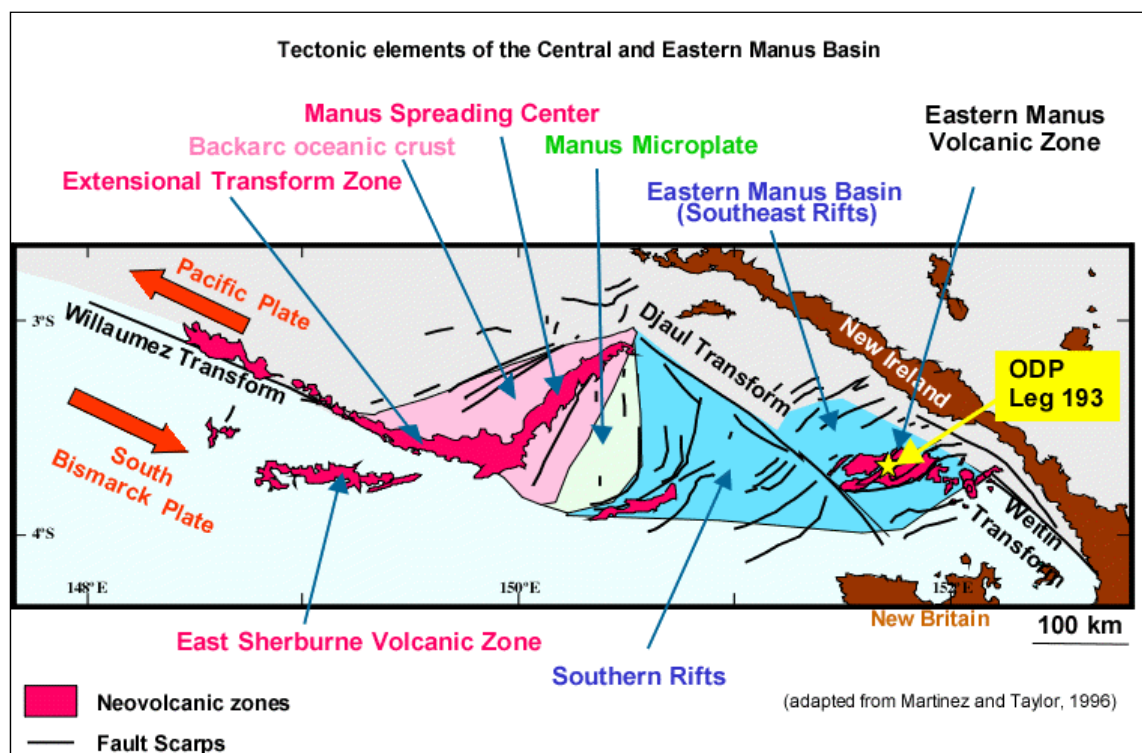 Tectonic elements of the Central and Eastern Manus Basin
Manus Spreading Center
Eastern Manus
Volcanic Zone
Backarc oceanic crust
Manus Microplate
Extensional Transform Zone
Eastern Manus Basin
(Southeast Rifts)
Pacific Plate
3°S
Willaumez Transform
Djaul Transform
New Ireland
ODP
Leg 193
South
Bismarck Plate
4°S
Weitin
Transform
148°E
150°E
152°E
New Britain
100 km
East Sherburne Volcanic Zone
Southern Rifts
Neovolcanic zones
(adapted from Martinez and Taylor, 1996)
Fault Scarps